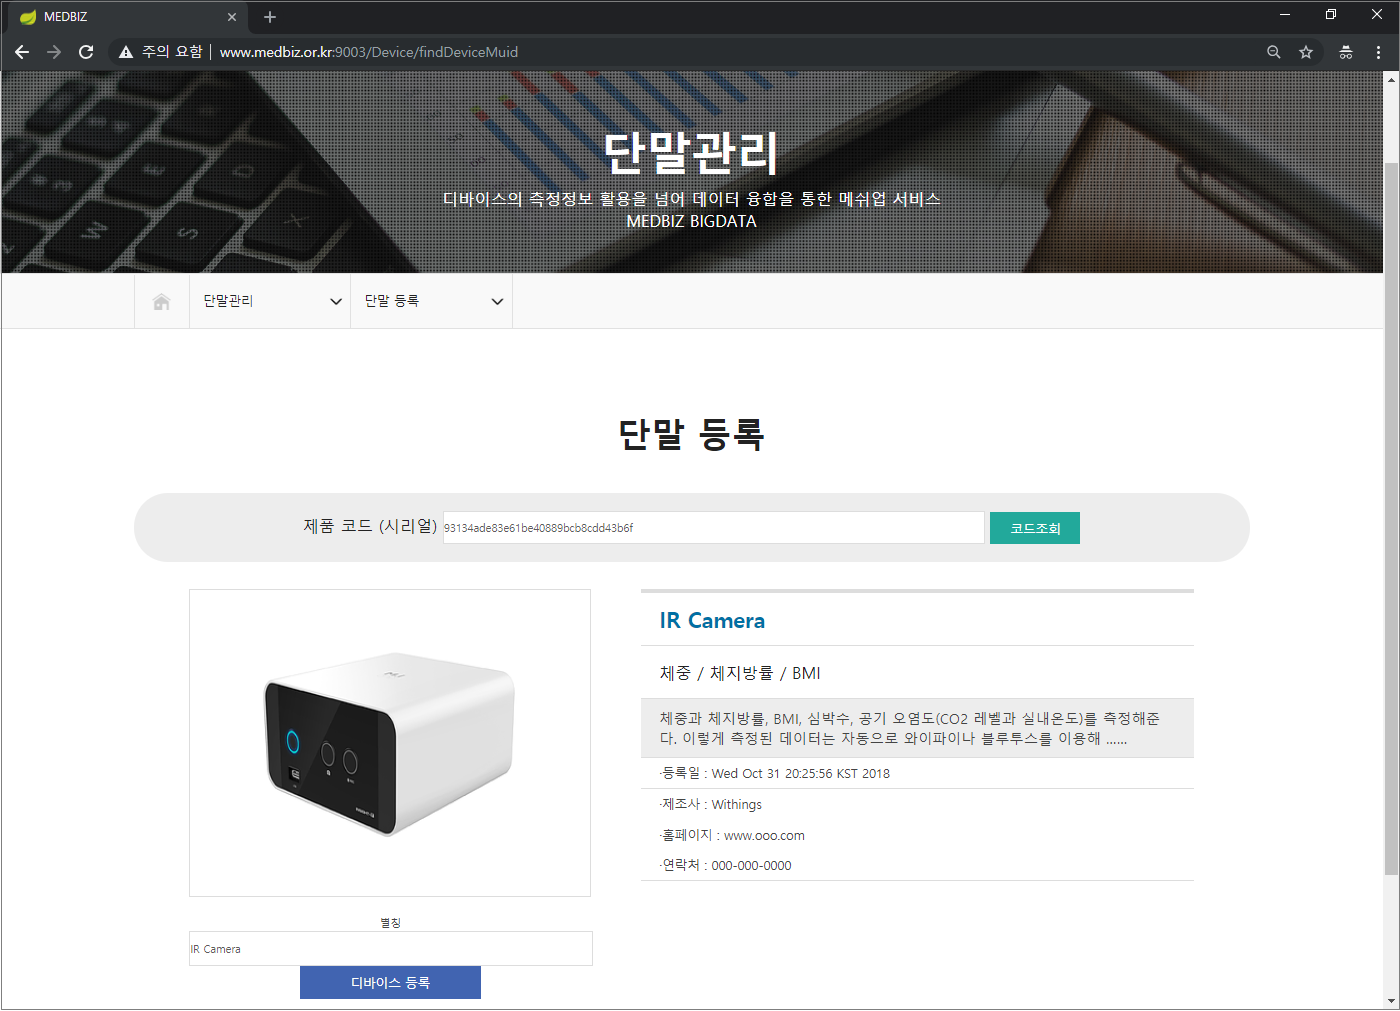 MEDBIZ
주의 요함 | www.medbiz.or.kr:9003/Device/findDeviceMuid
단말관리
디바이스의 측정정보 활용을 넘어 데이터 융합을 통한 메쉬업 서비스
MEDBIZ BIGDATA
단말관리
단말 등록
단말 등록
제품 코드 (시리얼)
93134ade83e61be40889bcb8cdd43b6f
코드조회
IR Camera
체중 / 체지방률 / BMI
체중과 체지방률, BMI, 심박수, 공기 오염도(CO2 레벨과 실내온도)를 측정해준
다. 이렇게 측정된 데이터는 자동으로 와이파이나 블루투스를 이용해 ......
·등록일 : Wed Oct 31 20:25:56 KST 2018
·제조사 : Withings
·홈페이지 : www.ooo.com
·연락처 : 000-000-0000
별칭
IR Camera
디바이스 등록